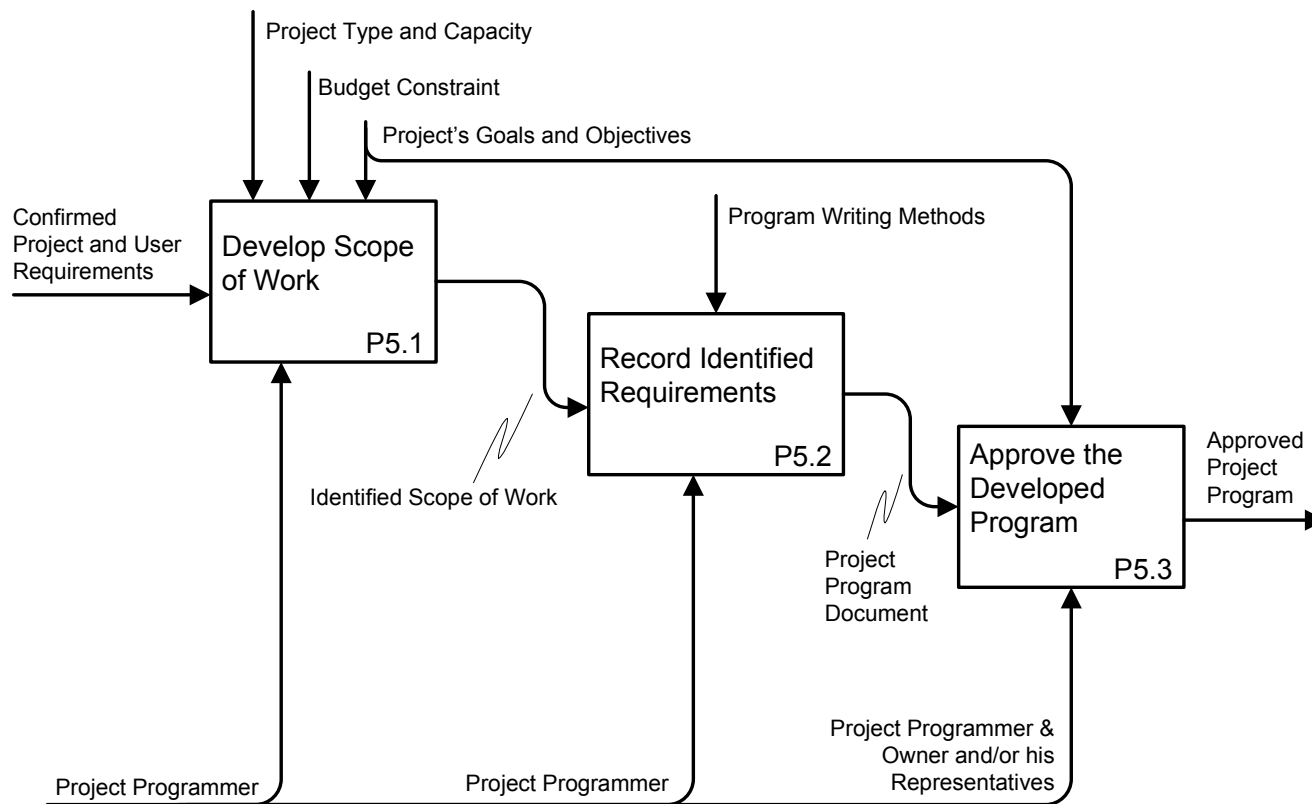 Project Type and Capacity
Budget Constraint
Project’s Goals and Objectives
Confirmed
Project and User
Requirements
Develop Scope
of Work
P5.1
Program Writing Methods
Record Identified
Requirements
P5.2
Identified Scope of Work
Approve the
Developed
Program
P5.3
Approved
Project
Program
Project
Program
Document
Project Programmer
Project Programmer
Project Programmer &
Owner and/or his
Representatives